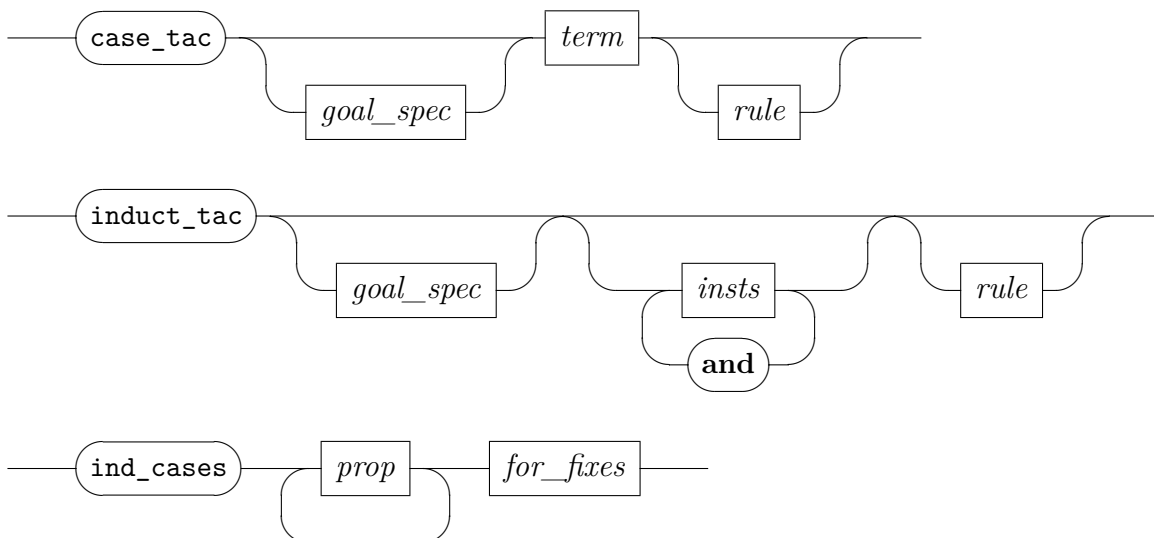 case_tac term
goal_spec rule
induct_tac
goal_spec insts rule
and
ind_cases prop for_fixes